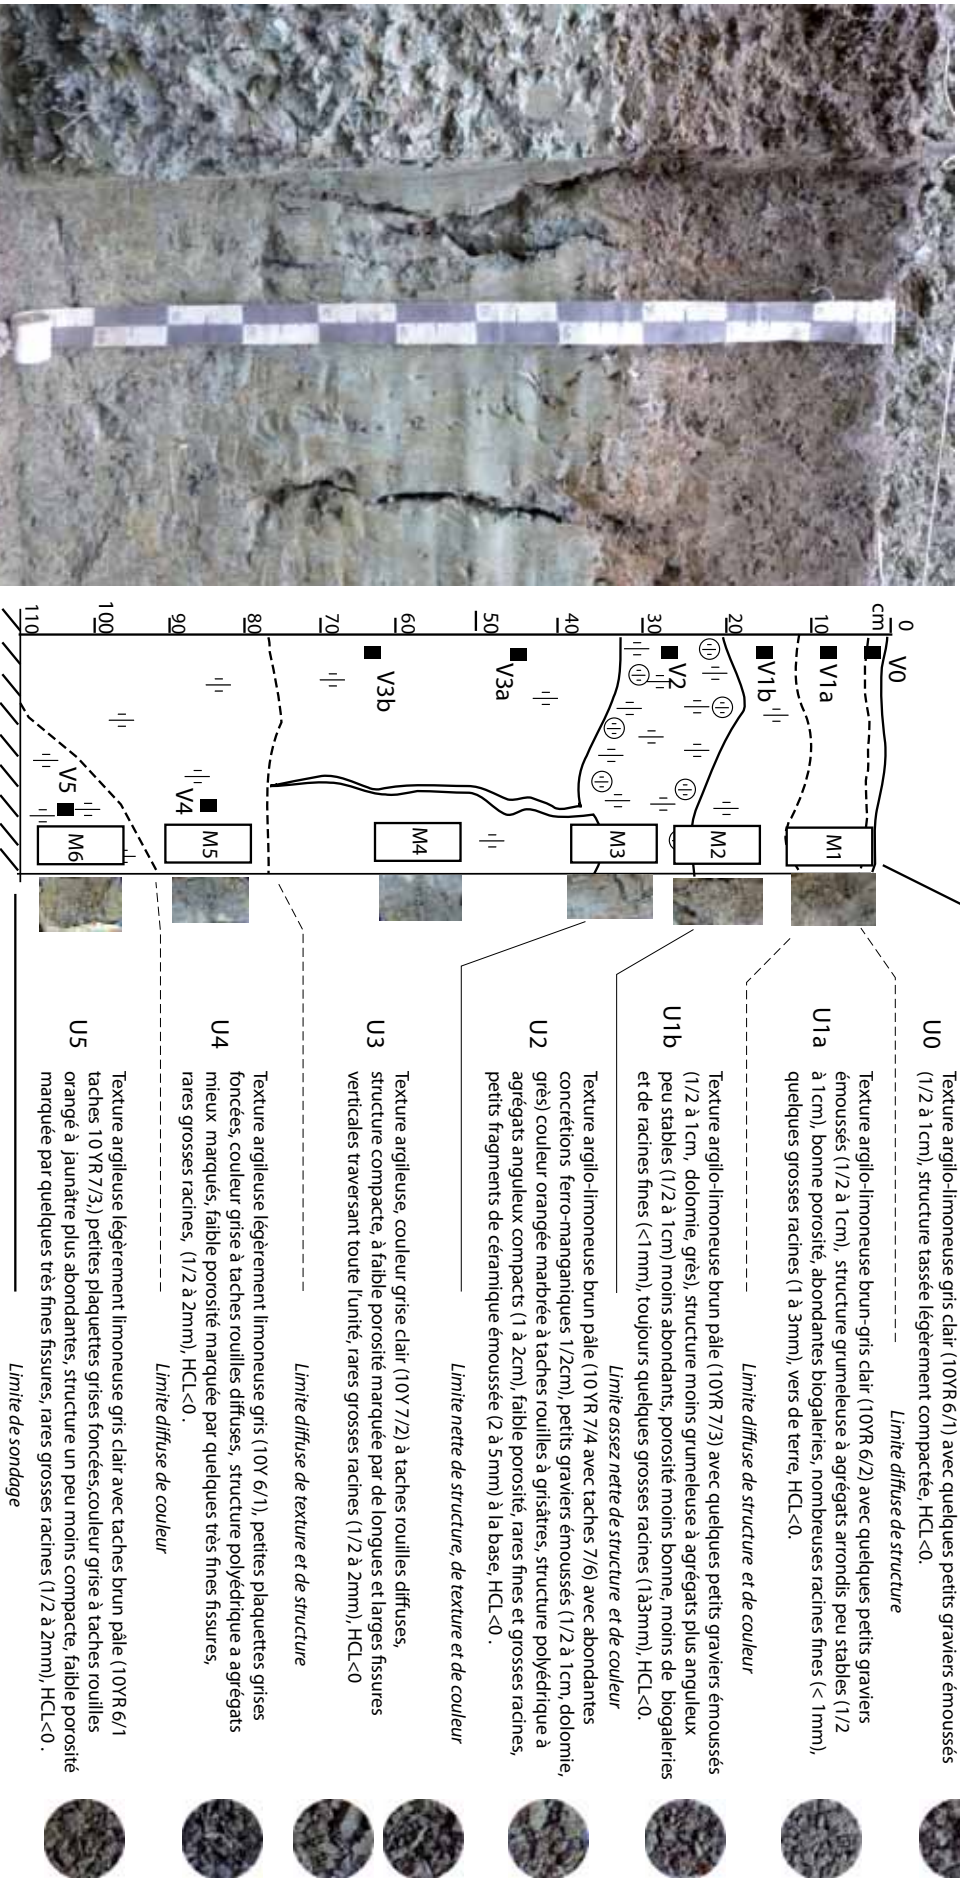 0
cm
10
20
30
40
50
60
70
80
90
100
110
V0
V1a
V1b
V2
V3a
V3b
V4
V5
M1
M2
M3
M4
M5
M6
U0
Texture argilo-limoneuse gris clair (10YR 6/1) avec quelques petits graviers émoussés
(1/2 à 1cm), structure tassée légèrement compactée, HCL<0.
Limite diffuse de structure
U1a
Texture argilo-limoneuse brun-gris clair (10YR 6/2) avec quelques petits graviers
émoussés (1/2 à 1cm), structure grumeleuse à agrégats arrondis peu stables (1/2
à 1cm), bonne porosité, abondantes biogaleries, nombreuses racines fines (< 1mm),
quelques grosses racines (1 à 3mm), vers de terre, HCL<0.
Limite diffuse de structure et de couleur
U1b
Texture argilo-limoneuse brun pâle (10YR 7/3) avec quelques petits graviers émoussés
(1/2 à 1cm, dolomie, grès), structure moins grumeleuse à agrégats plus anguleux
peu stables (1/2 à 1 cm) moins abondants, porosité moins bonne, moins de biogaleries
et de racines fines (<1mm), toujours quelques grosses racines (1à3mm), HCL<0.
Limite assez nette de structure et de couleur
U2
Texture argilo-limoneuse brun pâle (10YR 7/4 avec taches 7/6) avec abondantes
concrétions ferro-manganiques 1/2cm), petits graviers émoussés (1/2 à 1cm, dolomie,
grès) couleur orangée marbrée à taches rouilles à grisâtres, structure polyédrique à
agrégats anguleux compacts (1 à 2cm), faible porosité, rares fines et grosses racines,
petits fragments de céramique émoussée (2 à 5mm) à la base, HCL<0 .
Limite nette de structure, de texture et de couleur
U3
Texture argileuse, couleur grise clair (10Y 7/2) à taches rouilles diffuses,
structure compacte, à faible porosité marquée par de longues et larges fissures
verticales traversant toute l'unité, rares grosses racines (1/2 à 2mm), HCL<0
Limite diffuse de texture et de structure
U4
Texture argileuse légèrement limoneuse gris (10Y 6/1), petites plaquettes grises
foncées, couleur grise à taches rouilles diffuses, structure polyédrique a agrégats
mieux marqués, faible porosité marquée par quelques très fines fissures,
rares grosses racines, (1/2 à 2mm), HCL<0 .
Limite diffuse de couleur
U5
Texture argileuse légèrement limoneuse gris clair avec taches brun pâle (10YR 6/1
taches 10 YR 7/3,) petites plaquettes grises foncées,couleur grise à taches rouilles
orangé à jaunâtre plus abondantes, structure un peu moins compacte, faible porosité
marquée par quelques très fines fissures, rares grosses racines (1/2 à 2mm), HCL<0 .
Limite de sondage